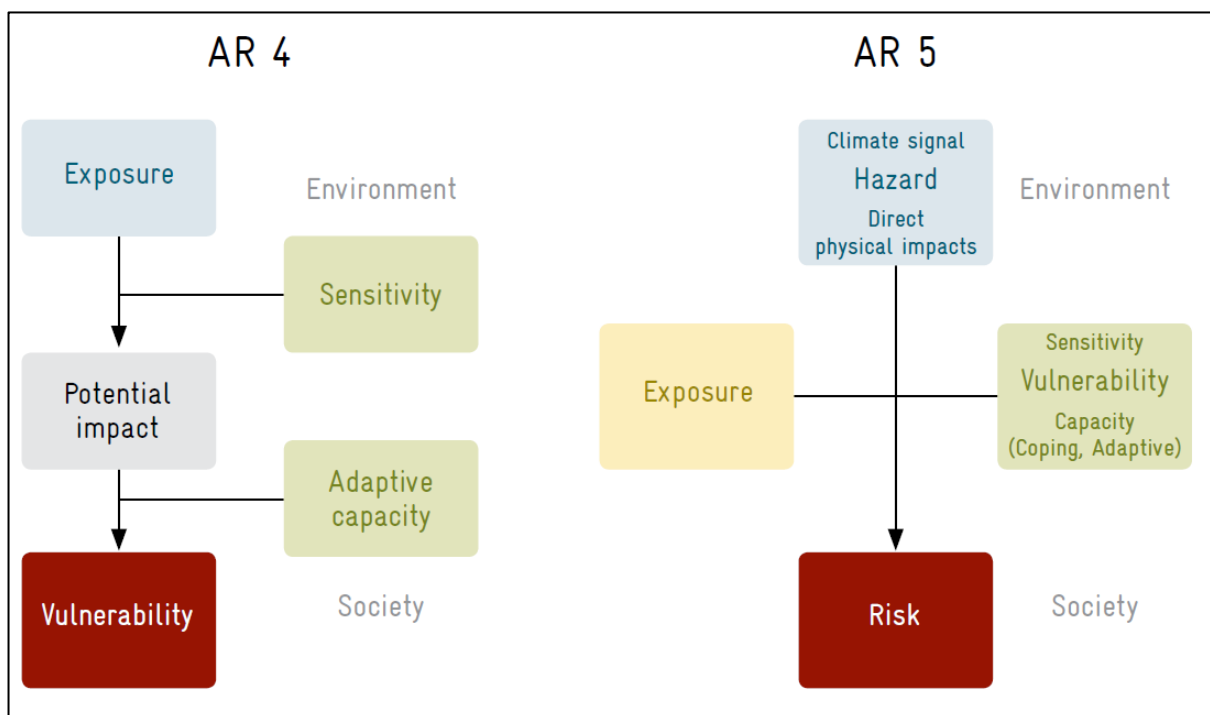 AR 4
Exposure
Environment
Sensitivity
Potential
impact
Adaptive
capacity
Vulnerability
Society
AR 5
Climate signal
Hazard
Direct
physical impacts
Environment
Exposure
Sensitivity
Vulnerability
Capacity
(Coping, Adaptive)
Risk
Society